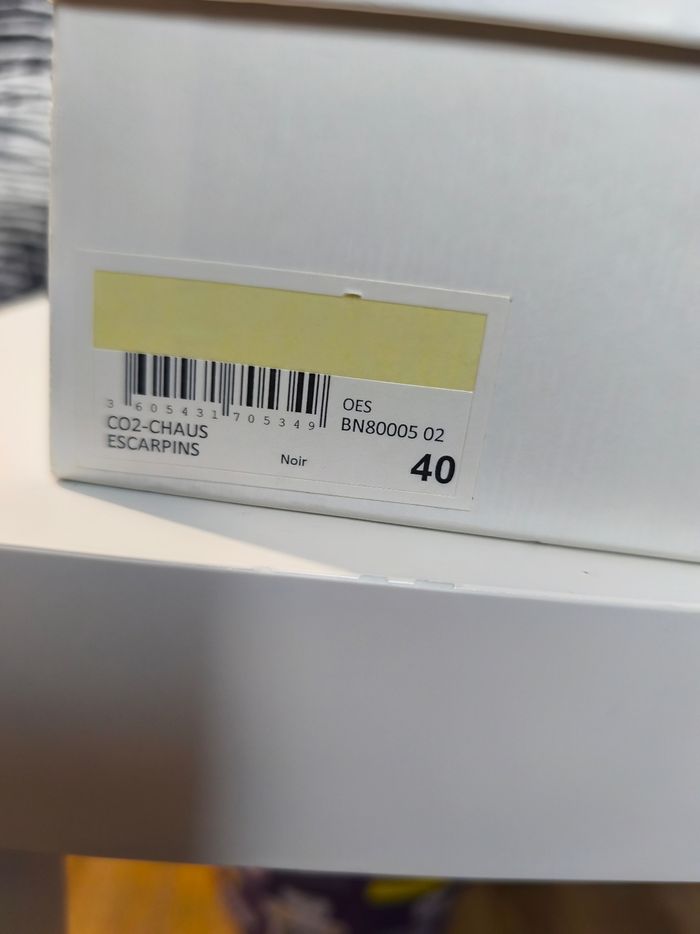 3 605431 705349
OES
BN80005 02
CO2-CHAUS
ESCARPINS
Noir
40